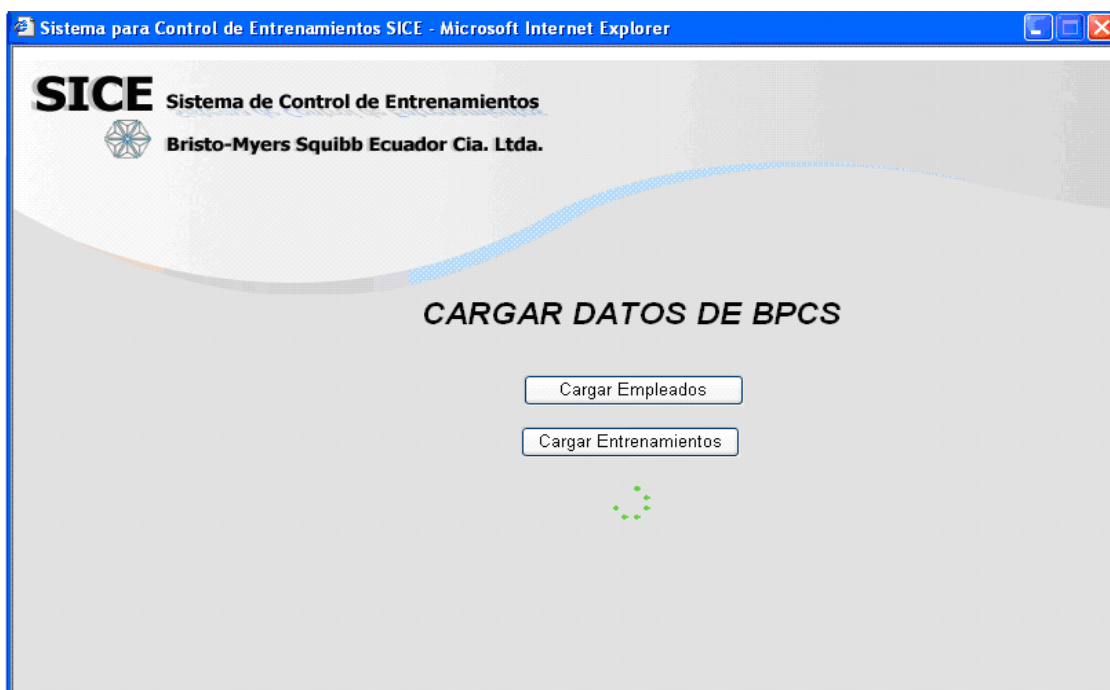 Sistema para Control de Entrenamientos SICE - Microsoft Internet Explorer
SICE Sistema de Control de Entrenamientos
Bristo-Myers Squibb Ecuador Cia. Ltda.
CARGAR DATOS DE BPCS
Cargar Empleados
Cargar Entrenamientos